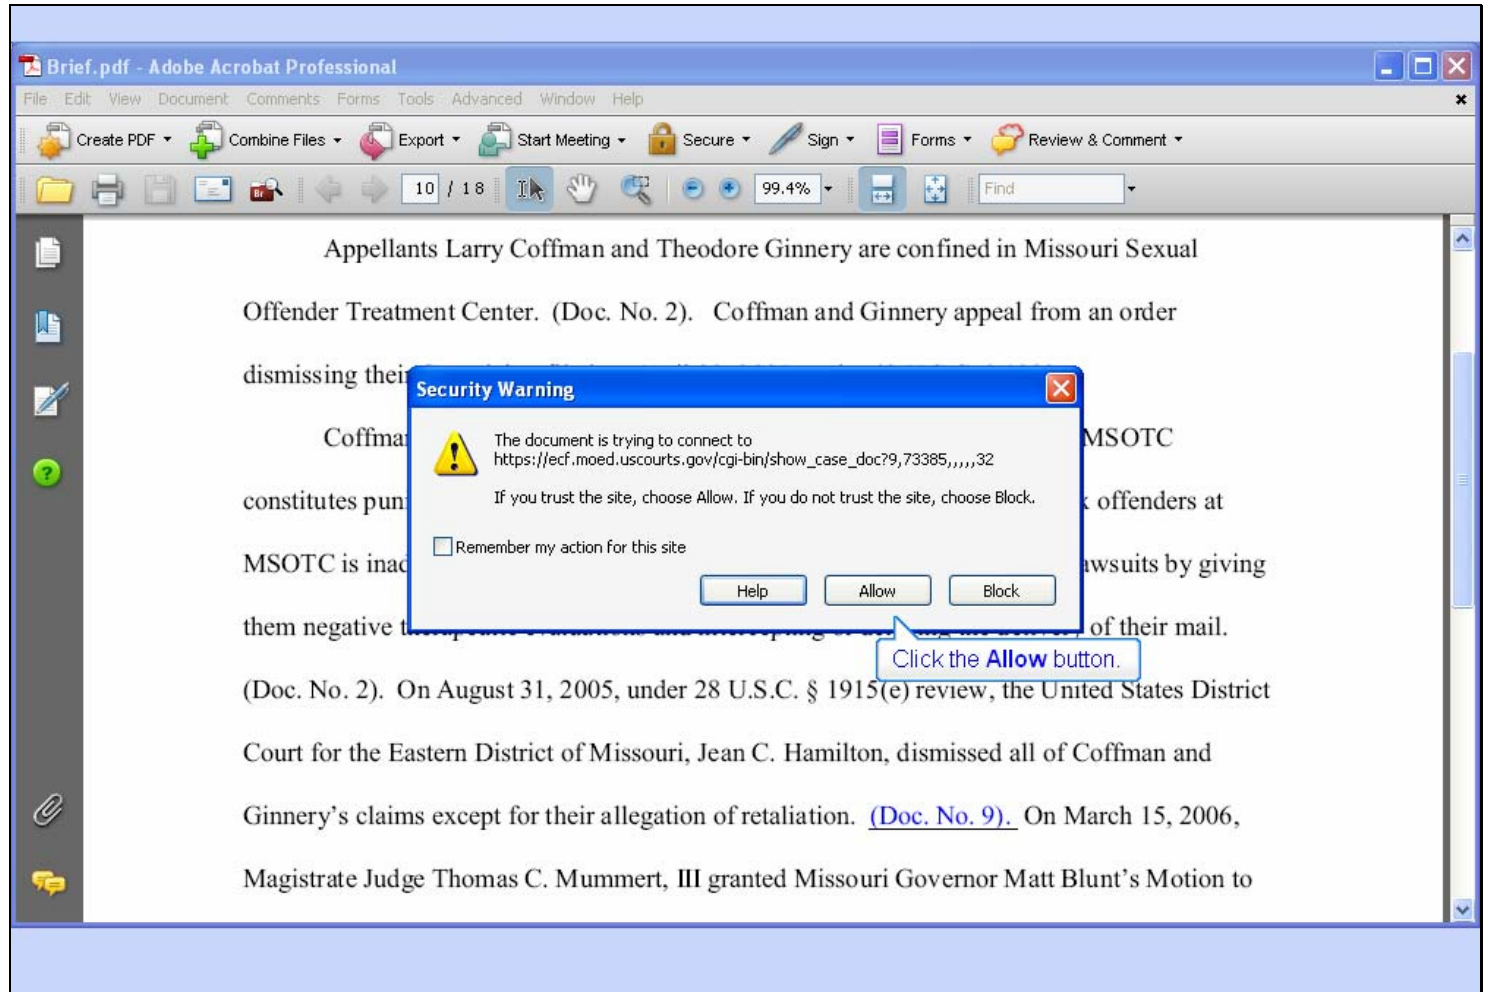 Brief.pdf - Adobe Acrobat Professional
File Edit View Document Comments Forms Tools Advanced Window Help
Create PDF Combine Files Export Start Meeting Secure Sign Forms Review & Comment
Br 10 / 18 99.4% Find
Appellants Larry Coffman and Theodore Ginnery are confined in Missouri Sexual
Offender Treatment Center. (Doc. No. 2). Coffman and Ginnery appeal from an order
dismissing their
Security Warning
Coffman
The document is trying to connect to
MSOTC
https://ecf.moed.uscourts.gov/cgi-bin/show_case_doc?9,73385,,,,,32
If you trust the site, choose Allow. If you do not trust the site, choose Block.
constitutes offenders at
Remember my action for this site
MSOTC is by giving
Help Allow Block
them negative of their mail.
Click the Allow button.
(Doc. No. 2). On August 31, 2005, under 28 U.S.C. § 1915(e) review, the United States District
Court for the Eastern District of Missouri, Jean C. Hamilton, dismissed all of Coffman and
Ginnery's claims except for their allegation of retaliation. (Doc. No. 9). On March 15, 2006,
Magistrate Judge Thomas C. Mummert, III granted Missouri Governor Matt Blunt's Motion to